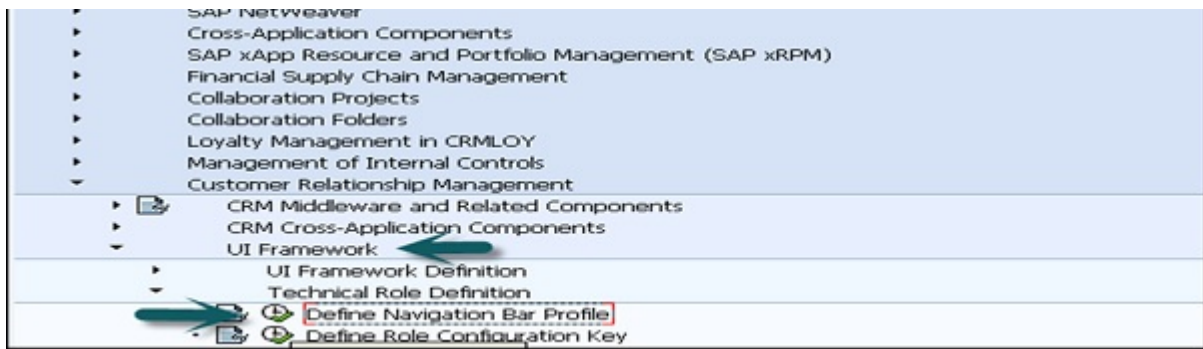 SAP NetWeaver
Cross-Application Components
SAP xApp Resource and Portfolio Management (SAP xRPM)
Financial Supply Chain Management
Collaboration Projects
Collaboration Folders
Loyalty Management in CRMLOY
Management of Internal Controls
Customer Relationship Management
CRM Middleware and Related Components
CRM Cross-Application Components
UI Framework
UI Framework Definition
Technical Role Definition
Define Navigation Bar Profile
Define Role Configuration Key